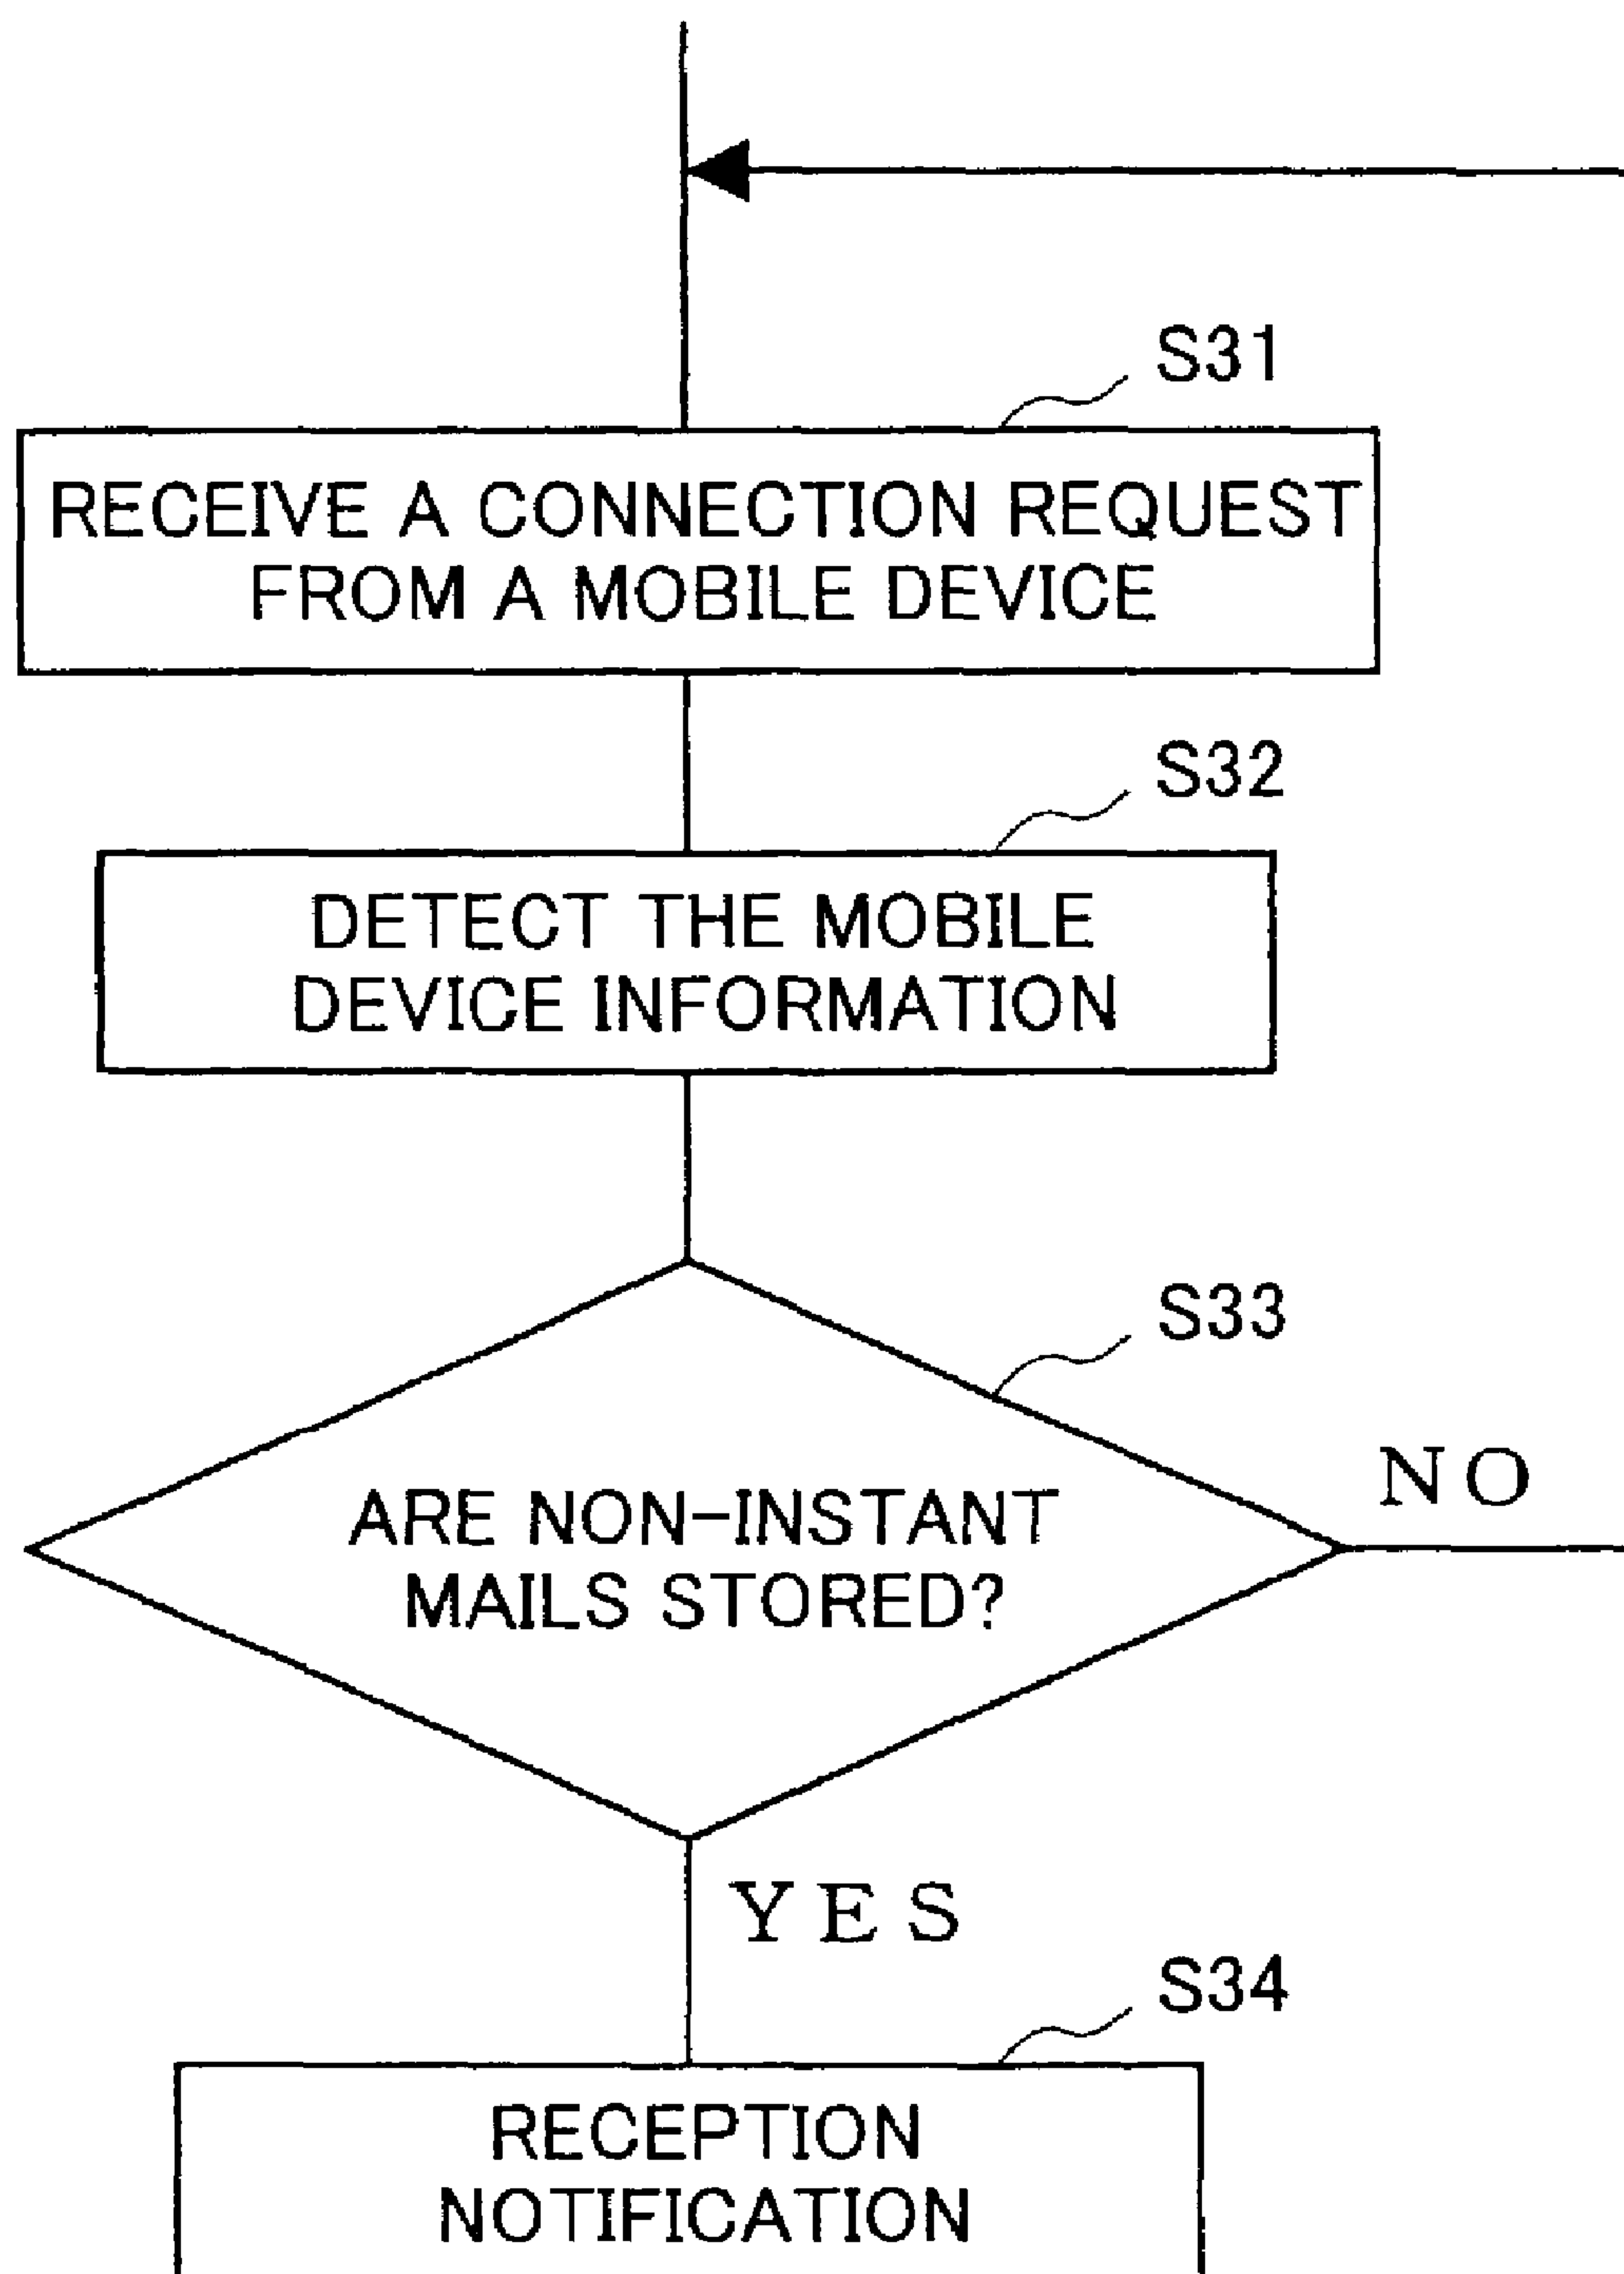 S31
RECEIVE A CONNECTION REQUEST
FROM A MOBILE DEVICE
S32
DETECT THE MOBILE
DEVICE INFORMATION
S33
ARE NON-INSTANT
MAILS STORED?
NO
YES
S34
RECEPTION
NOTIFICATION